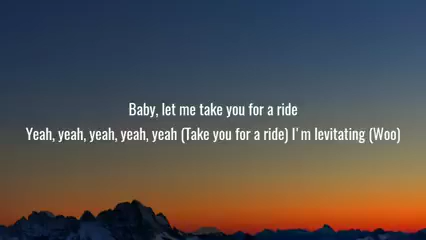 Baby, let me take you for a ride
Yeah, yeah, yeah, yeah, yeah (Take you for a ride) I'm levitating (Woo)